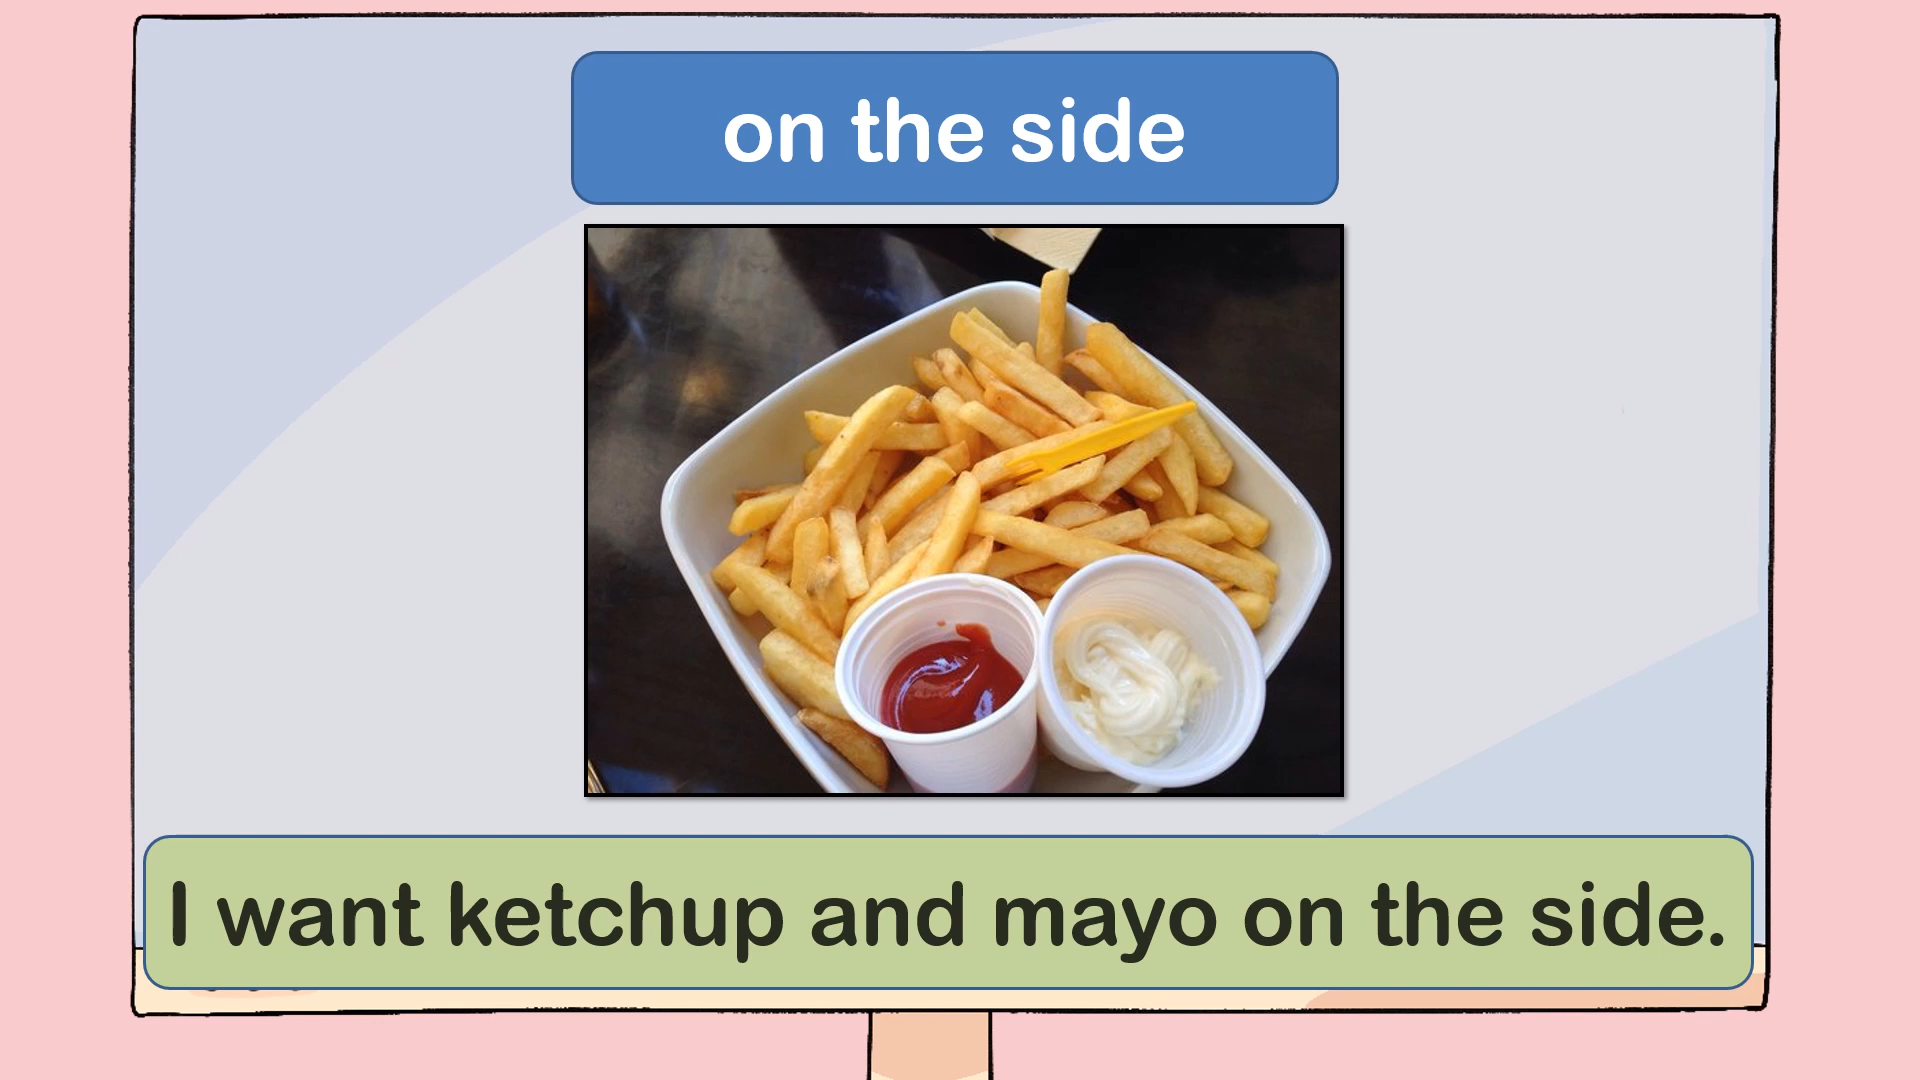 on the side
I want ketchup and mayo on the side.